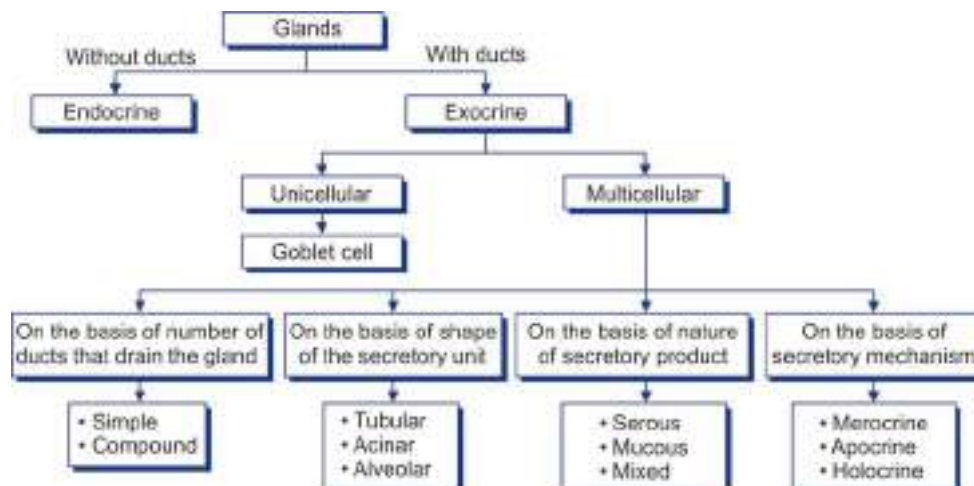 Glands
Without ducts
With ducts
Endocrine
Exocrine
Unicellular
Multicellular
Goblet cell
On the basis of number of
ducts that drain the gland
On the basis of shape
of the secretory unit
On the basis of nature
of secretory product
On the basis of
secretory mechanism
• Simple
• Compound
• Tubular
• Acinar
• Alveolar
• Serous
• Mucous
• Mixed
• Merocrine
• Apocrine
• Holocrine